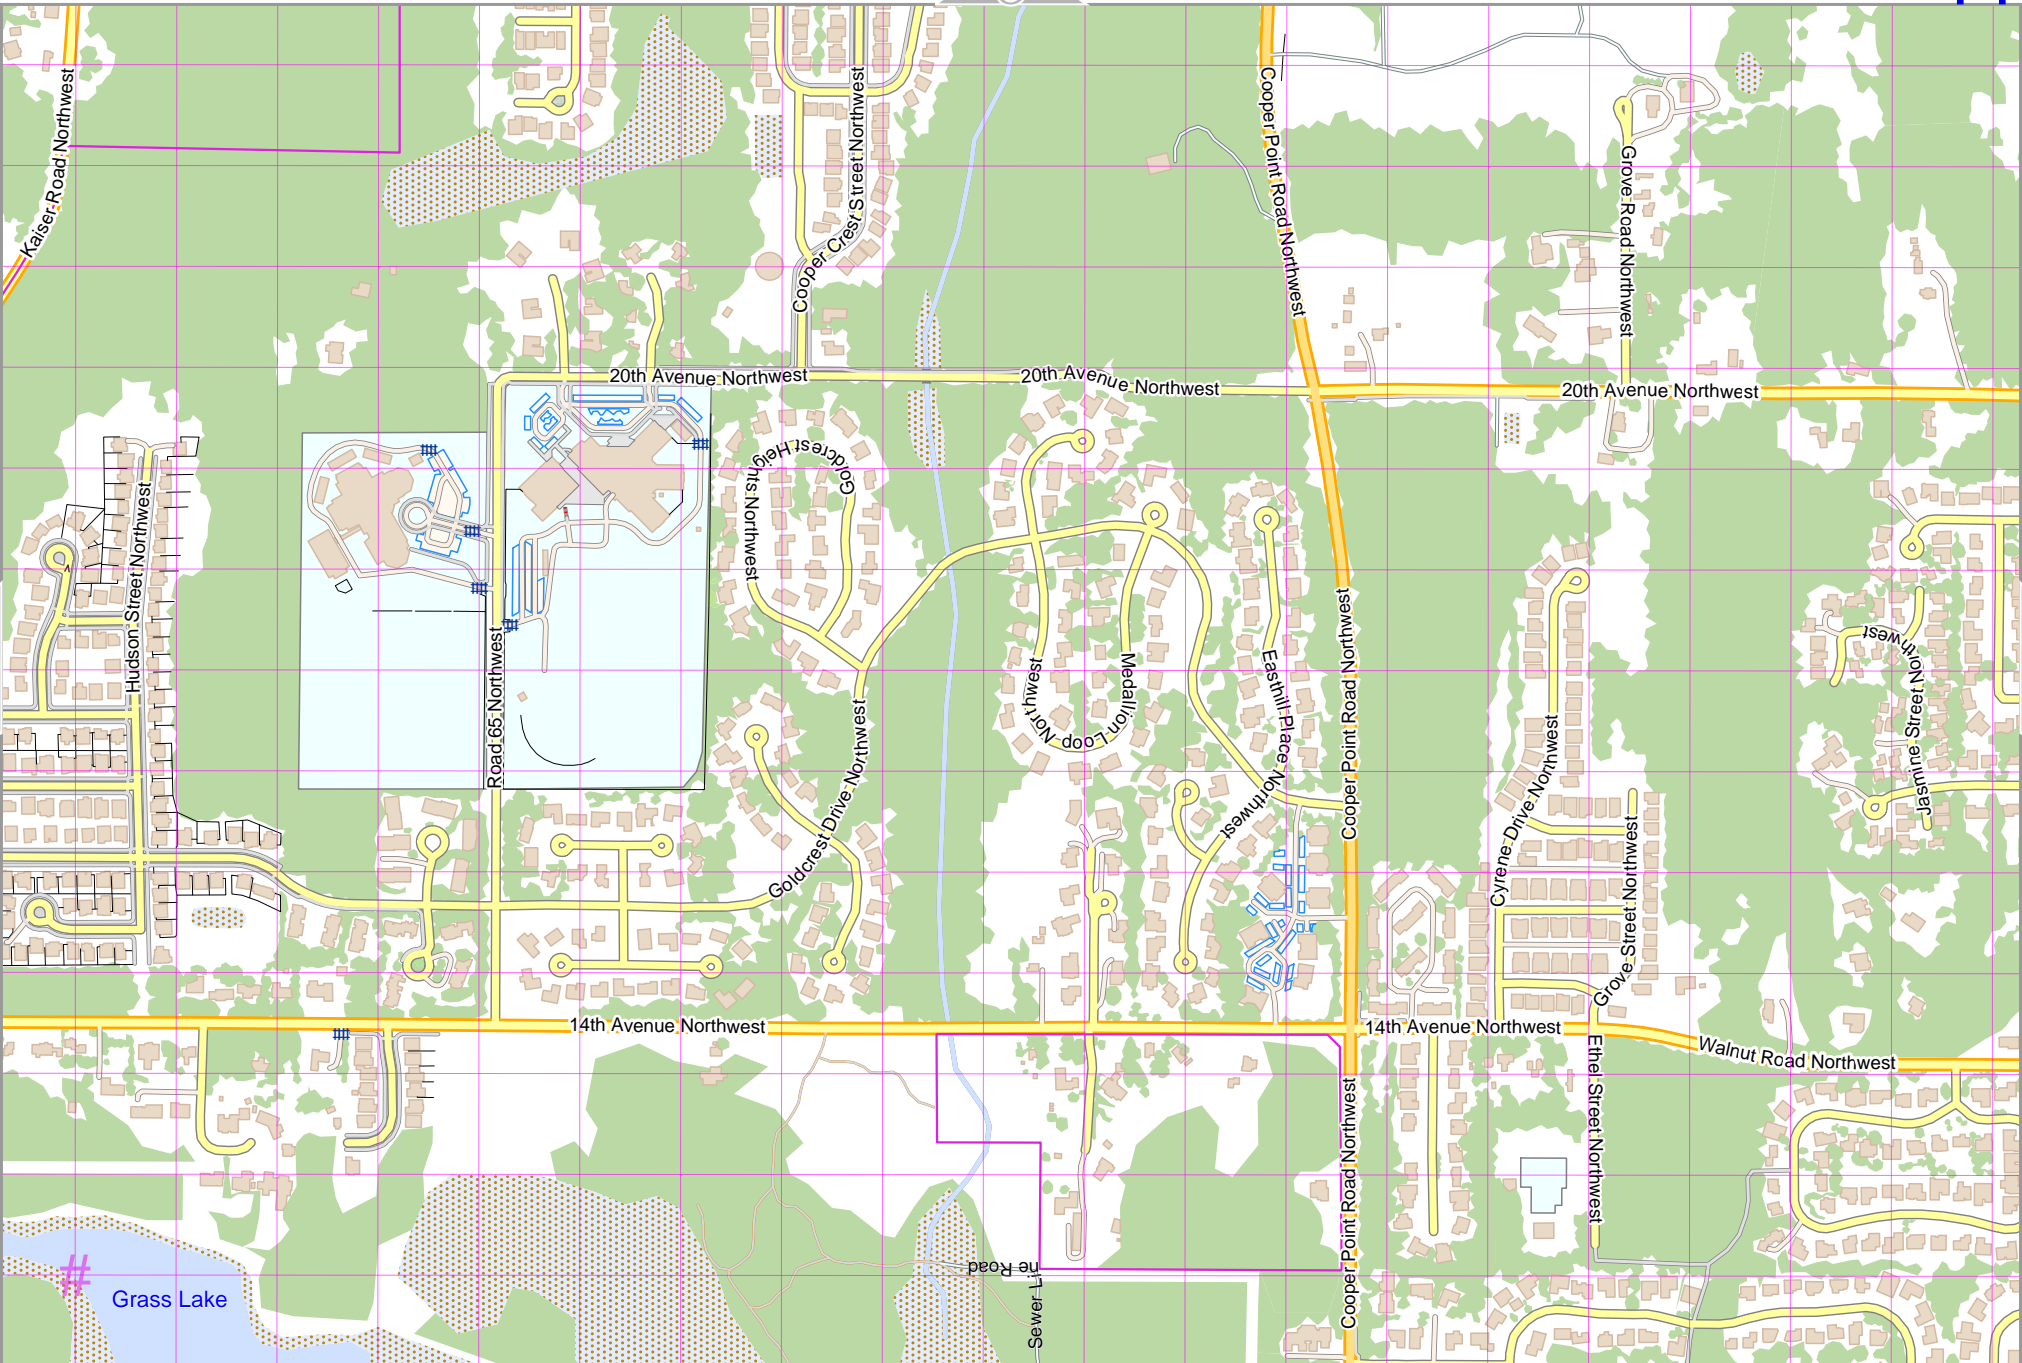 Kaiser Road Northwest
Cooper Crest Street Northwest
Cooper Point Road Northwest
Grove Road Northwest
20th Avenue Northwest
20th Avenue Northwest
20th Avenue Northwest
Hudson Street Northwest
Goldcrest Heights Northwest
Road 65 Northwest
Goldcrest Drive Northwest
Medallion Loop Northwest
Easthill Place Northwest
Cooper Point Road Northwest
Cyrene Drive Northwest
Grove Street Northwest
Jasmine Street Northwest
Northwest
14th Avenue Northwest
14th Avenue Northwest
Walnut Road Northwest
Ethel Street Northwest
Cooper Point Road Northwest
Sewer Line Road
#
Grass Lake